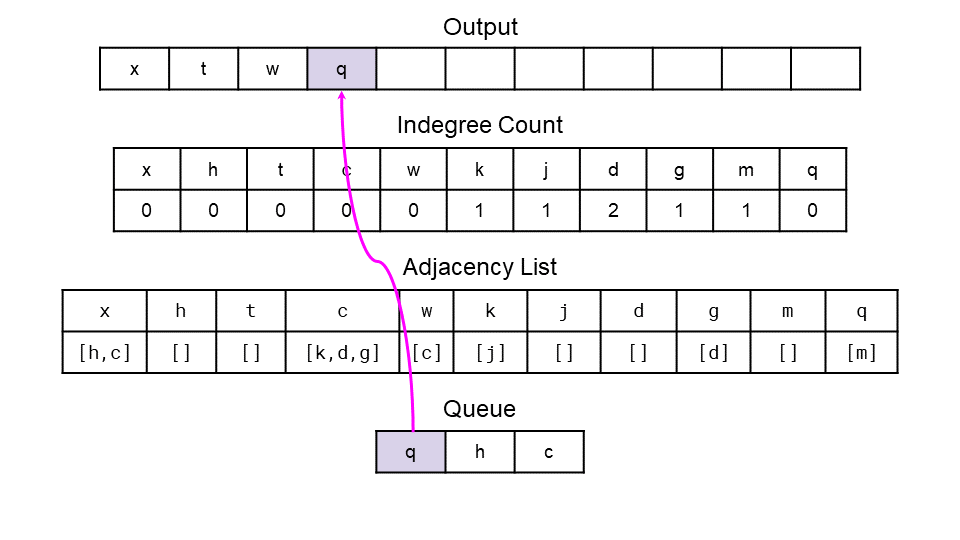 Output
x t w q
Indegree Count
x h t c w k j d g m q
0 0 0 0 0 1 1 2 1 1 0
Adjacency List
x h t c w k j d g m q
[h,c] [] [] [k,d,g] [c] [j] [] [] [d] [] [m]
Queue
q h c